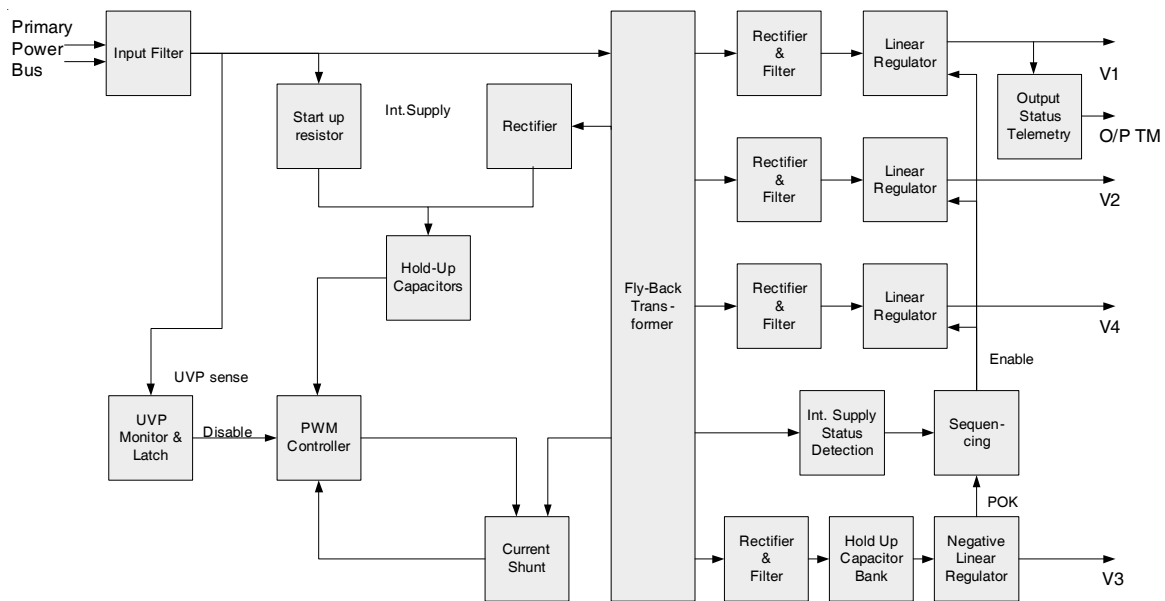 Primary
Power
Bus
Input Filter
Start up
resistor
Int.Supply
Rectifier
Hold-Up
Capacitors
UVP sense
UVP
Monitor &
Latch
Disable
PWM
Controller
Current
Shunt
Fly-Back
Trans-
former
Rectifier
&
Filter
Linear
Regulator
V1
Output
Status
Telemetry
O/P TM
Rectifier
&
Filter
Linear
Regulator
V2
Rectifier
&
Filter
Linear
Regulator
V4
Enable
Int. Supply
Status
Detection
Sequen-
cing
POK
Rectifier
&
Filter
Hold Up
Capacitor
Bank
Negative
Linear
Regulator
V3